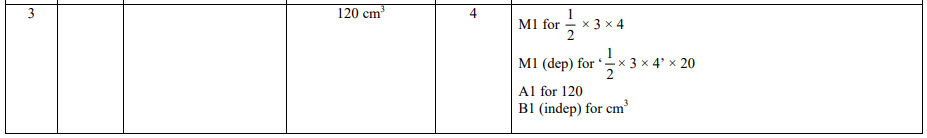 3 120 cm³ 4 M1 for 1/2 × 3 × 4
M1 (dep) for ‘1/2 × 3 × 4’ × 20
A1 for 120
B1 (indep) for cm³